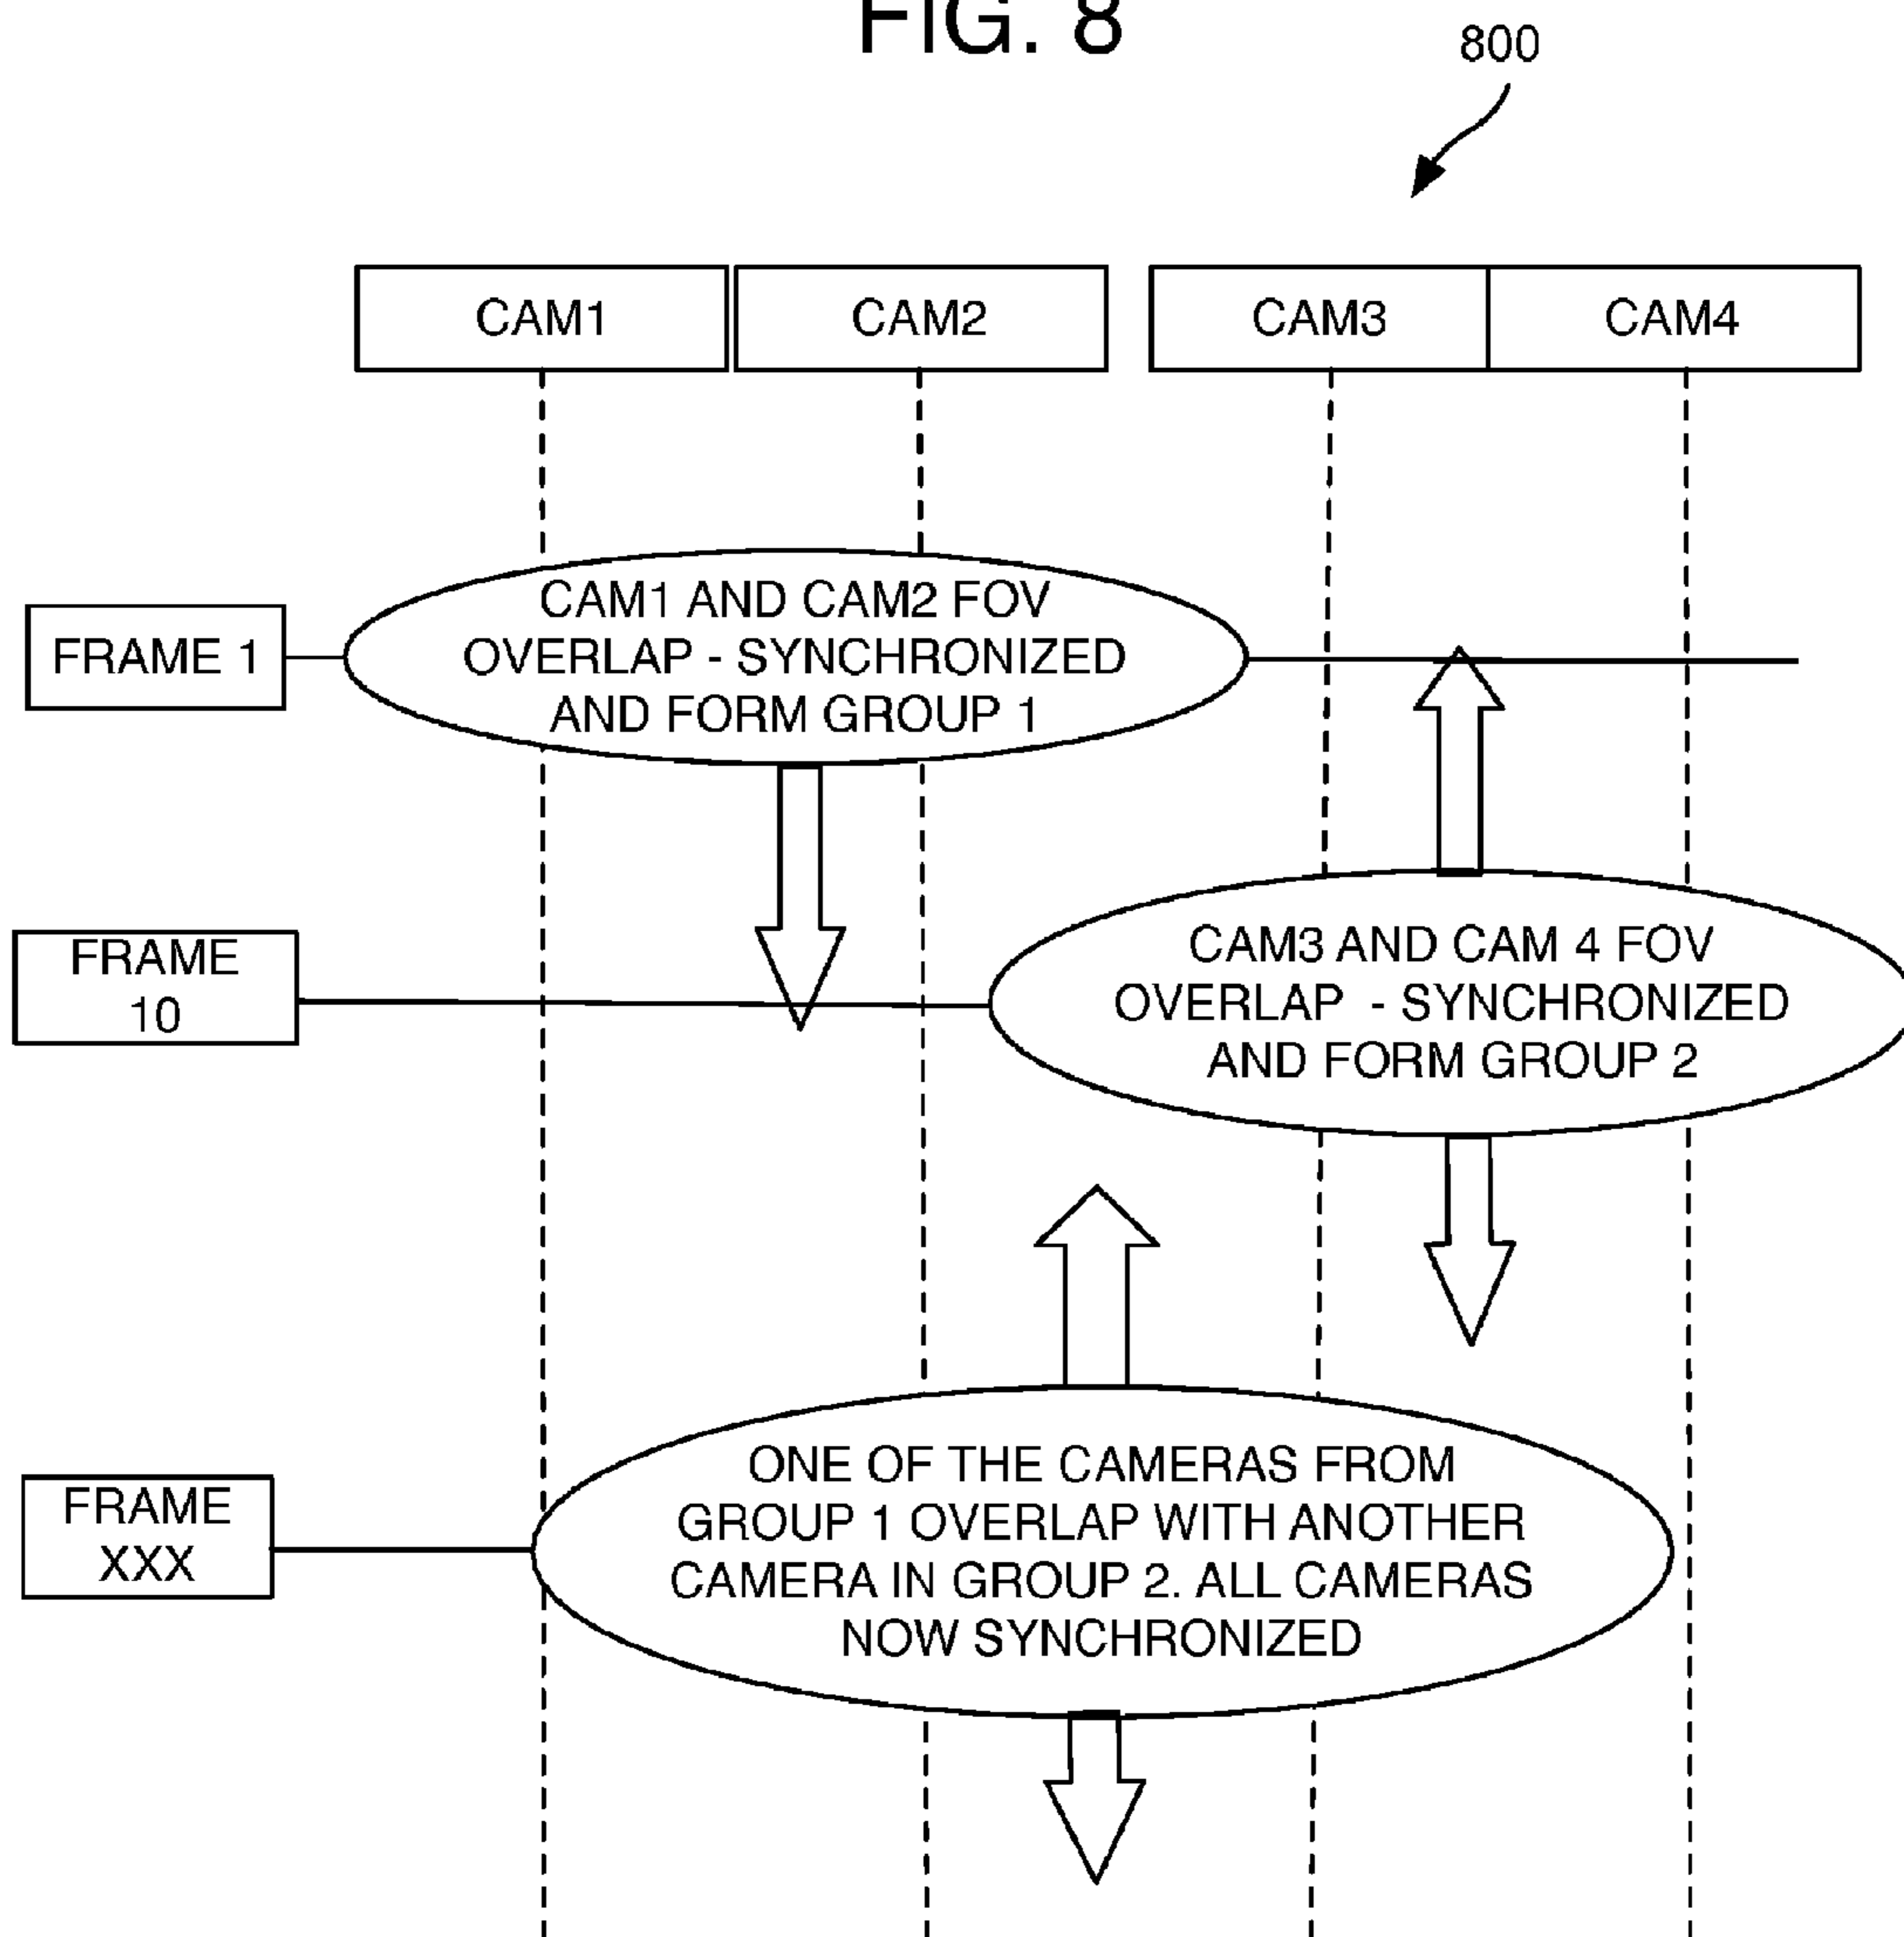 FIG. 8
800
CAM1
CAM2
CAM3
CAM4
FRAME 1
CAM1 AND CAM2 FOV
OVERLAP - SYNCHRONIZED
AND FORM GROUP 1
FRAME
10
CAM3 AND CAM 4 FOV
OVERLAP - SYNCHRONIZED
AND FORM GROUP 2
FRAME
XXX
ONE OF THE CAMERAS FROM
GROUP 1 OVERLAP WITH ANOTHER
CAMERA IN GROUP 2. ALL CAMERAS
NOW SYNCHRONIZED